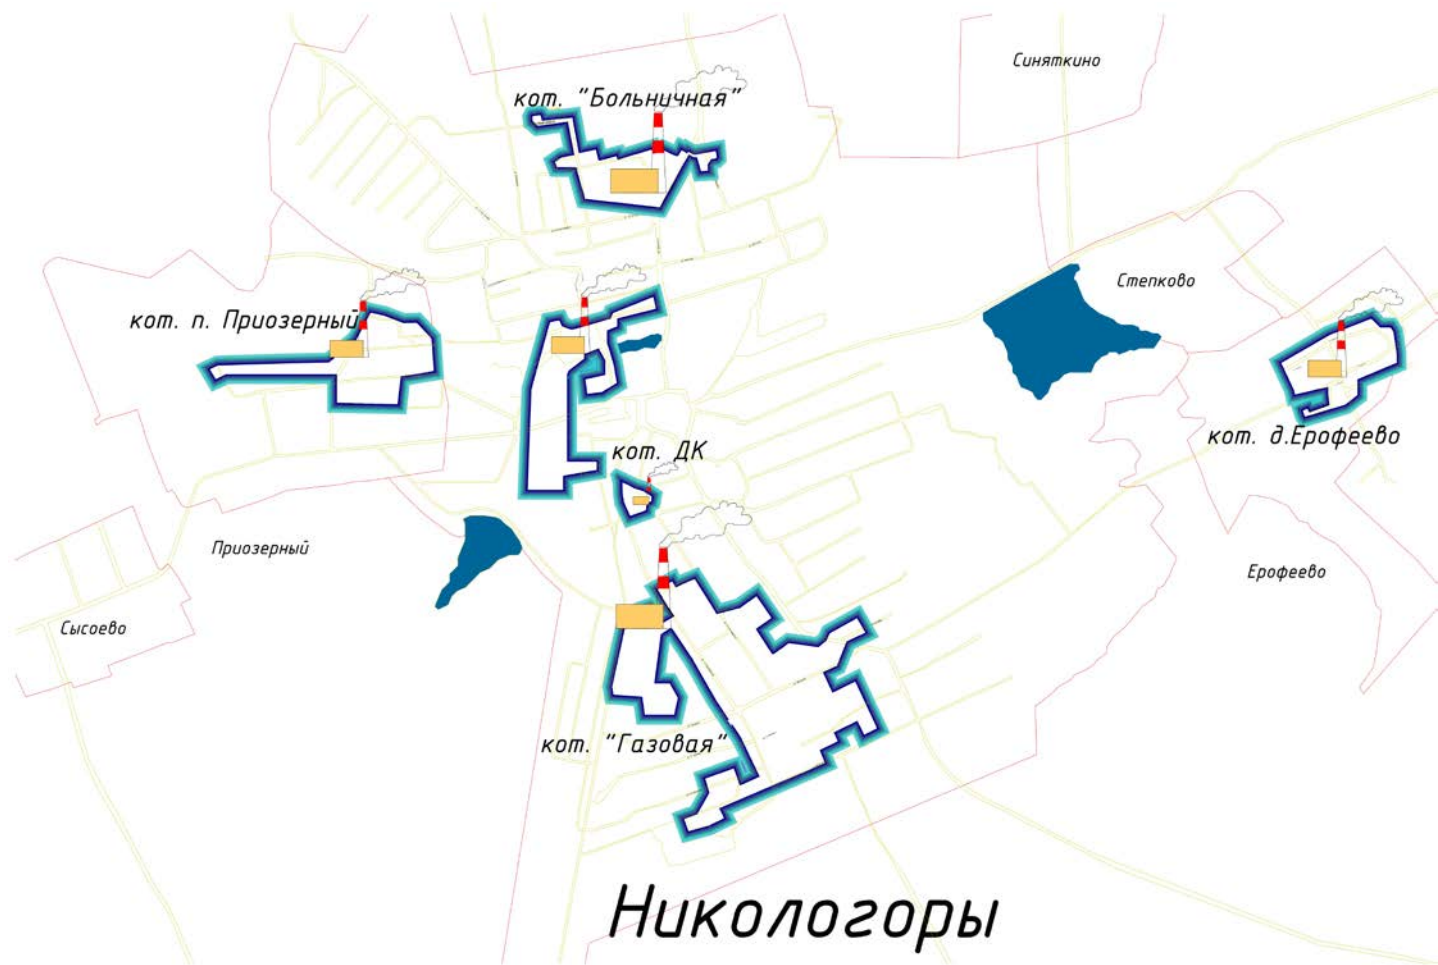 Синяткино
кот. "Больничная"
Степково
кот. п. Приозерный
кот. д.Ерофеево
кот. ДК
Приозерный
Ерофеево
Сысоево
кот. "Газовая"
Никологоры